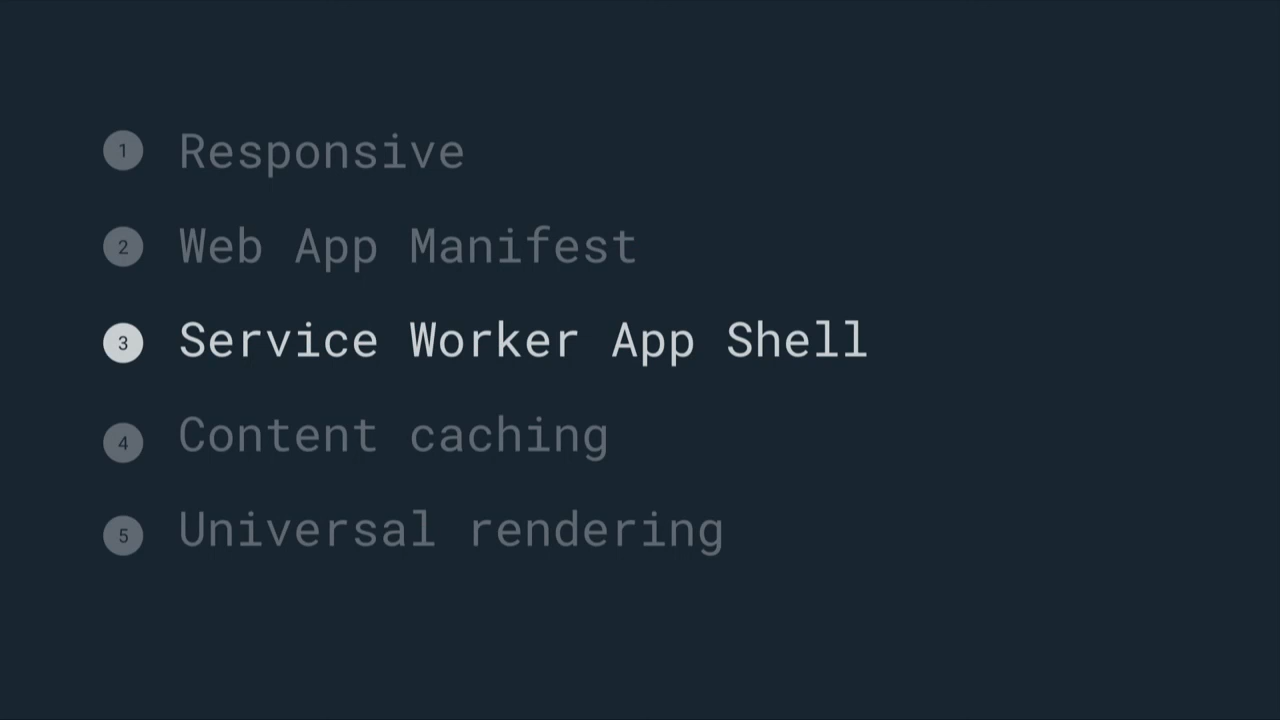 1 Responsive
2 Web App Manifest
3 Service Worker App Shell
4 Content caching
5 Universal rendering